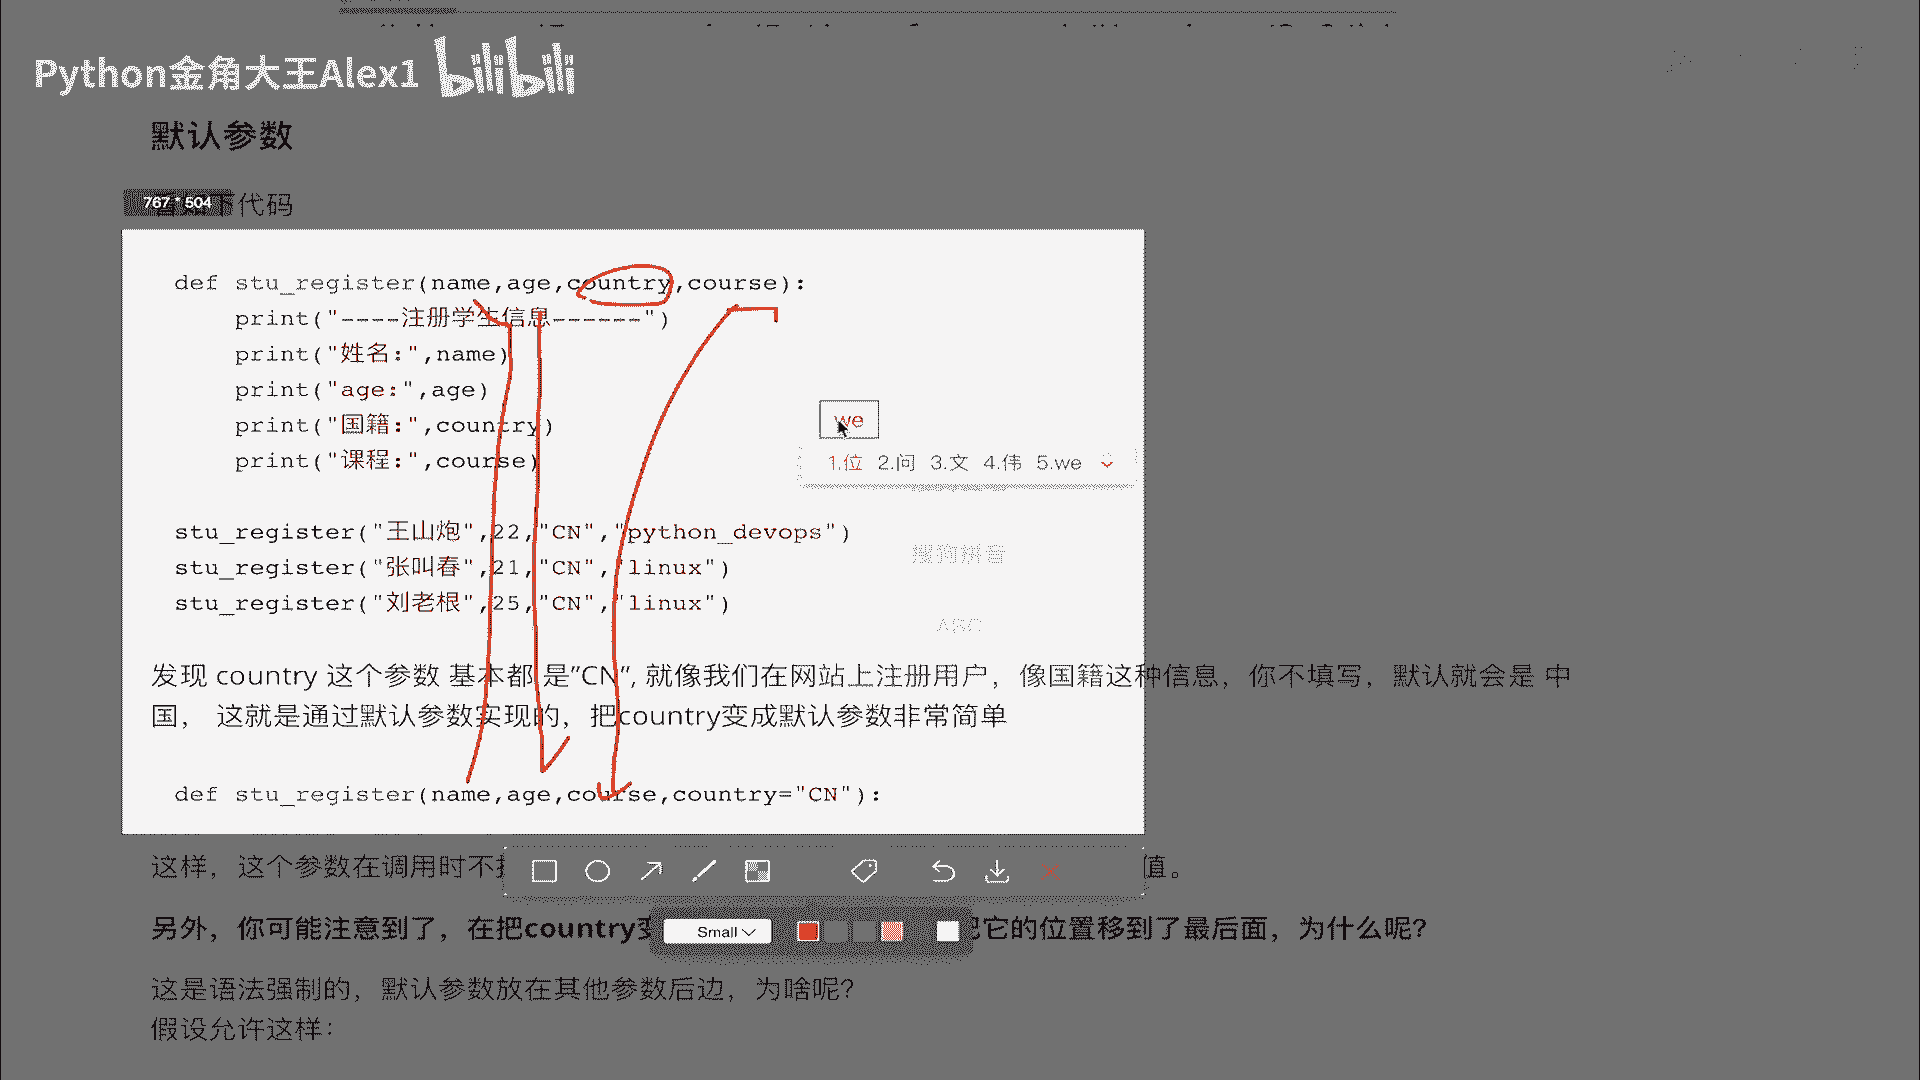 Python金角大王Alex1 bilibili
默认参数
767 * 504
代码
def stu_register(name,age,country,course):
print("----注册学生信息------")
print("姓名:",name)
print("age:",age)
print("国籍:",country)
print("课程:",course)
we
1.位 2.问 3.文 4.伟 5.we
stu_register("王山炮",22,"CN","python_devops")
搜狗拼音
stu_register("张叫春",21,"CN","linux")
stu_register("刘老根",25,"CN","linux")
ABC
发现 country 这个参数 基本都 是”CN”, 就像我们在网站上注册用户，像国籍这种信息，你不填写，默认就会是 中
国， 这就是通过默认参数实现的，把country变成默认参数非常简单
def stu_register(name,age,course,country="CN"):
这样，这个参数在调用时不 值。
另外，你可能注意到了，在把country 它的位置移到了最后面，为什么呢?
Small
这是语法强制的，默认参数放在其他参数后边，为啥呢?
假设允许这样: